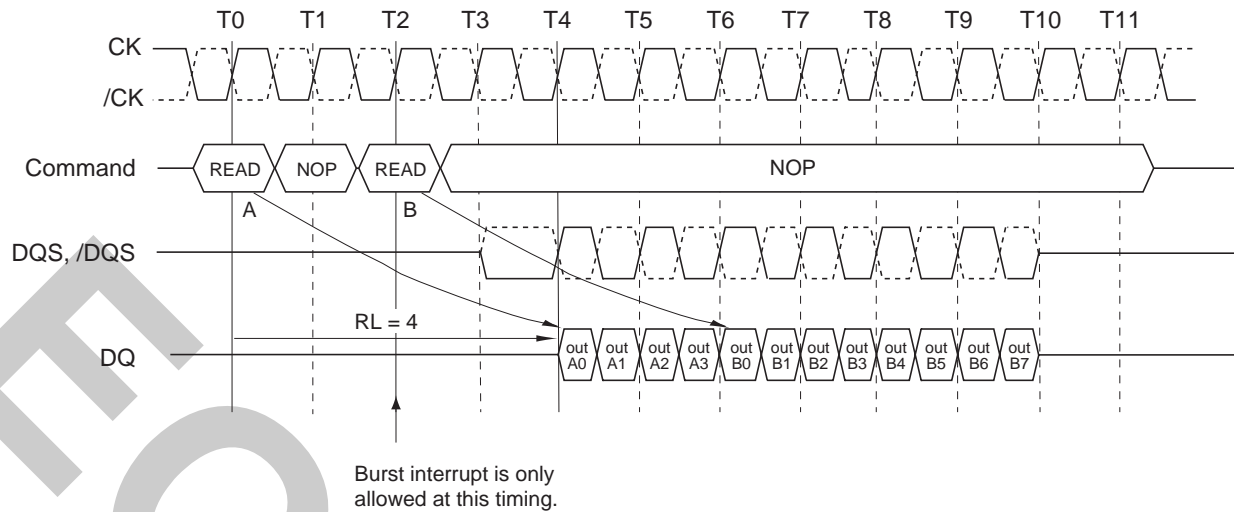 T0 T1 T2 T3 T4 T5 T6 T7 T8 T9 T10 T11
CK
/CK
Command READ NOP READ NOP
A B
DQS, /DQS
RL = 4
DQ out A0 out A1 out A2 out A3 out B0 out B1 out B2 out B3 out B4 out B5 out B6 out B7
Burst interrupt is only
allowed at this timing.